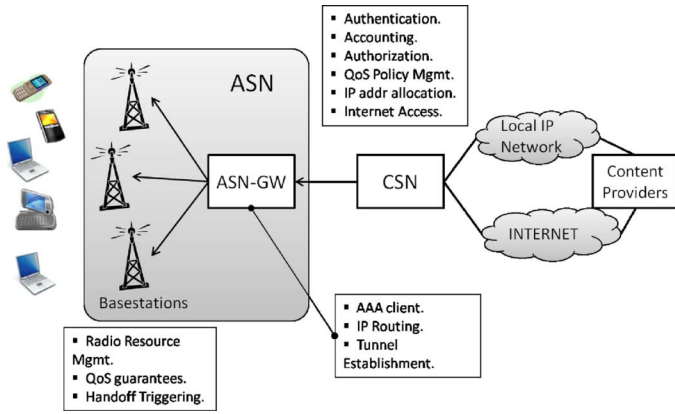 ▪ Authentication.
▪ Accounting.
▪ Authorization.
▪ QoS Policy Mgmt.
▪ IP addr allocation.
▪ Internet Access.
ASN
Local IP
Network
ASN-GW
CSN
Content
Providers
INTERNET
Basestations
▪ AAA client.
▪ IP Routing.
▪ Tunnel
Establishment.
▪ Radio Resource
Mgmt.
▪ QoS guarantees.
▪ Handoff Triggering.